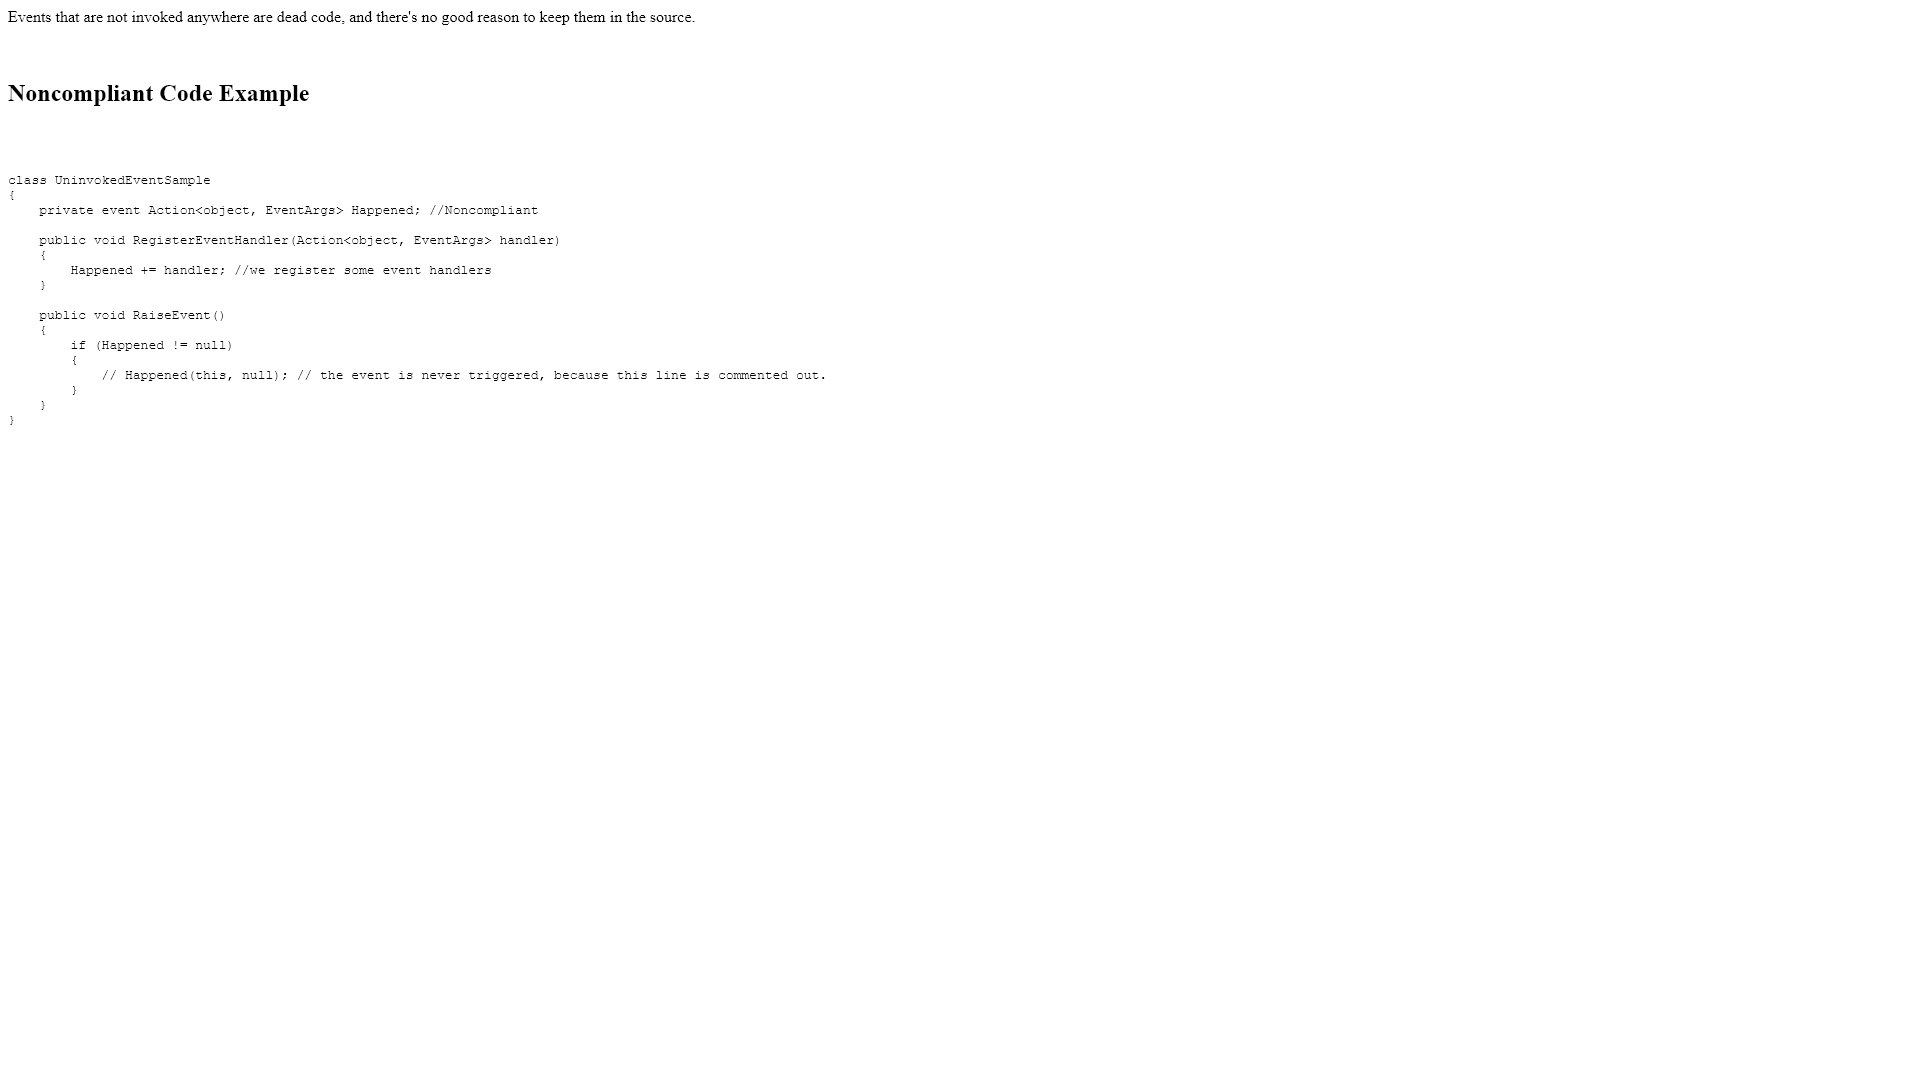 Events that are not invoked anywhere are dead code, and there's no good reason to keep them in the source.
Noncompliant Code Example
class UninvokedEventSample
{
    private event Action<object, EventArgs> Happened; //Noncompliant
    public void RegisterEventHandler(Action<object, EventArgs> handler)
    {
        Happened += handler; //we register some event handlers
    }
    public void RaiseEvent()
    {
        if (Happened != null)
        {
            // Happened(this, null); // the event is never triggered, because this line is commented out.
        }
    }
}